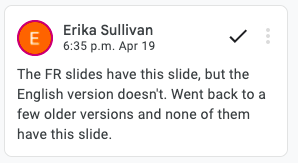 E
Erika Sullivan
6:35 p.m. Apr 19
The FR slides have this slide, but the
English version doesn't. Went back to a
few older versions and none of them
have this slide.